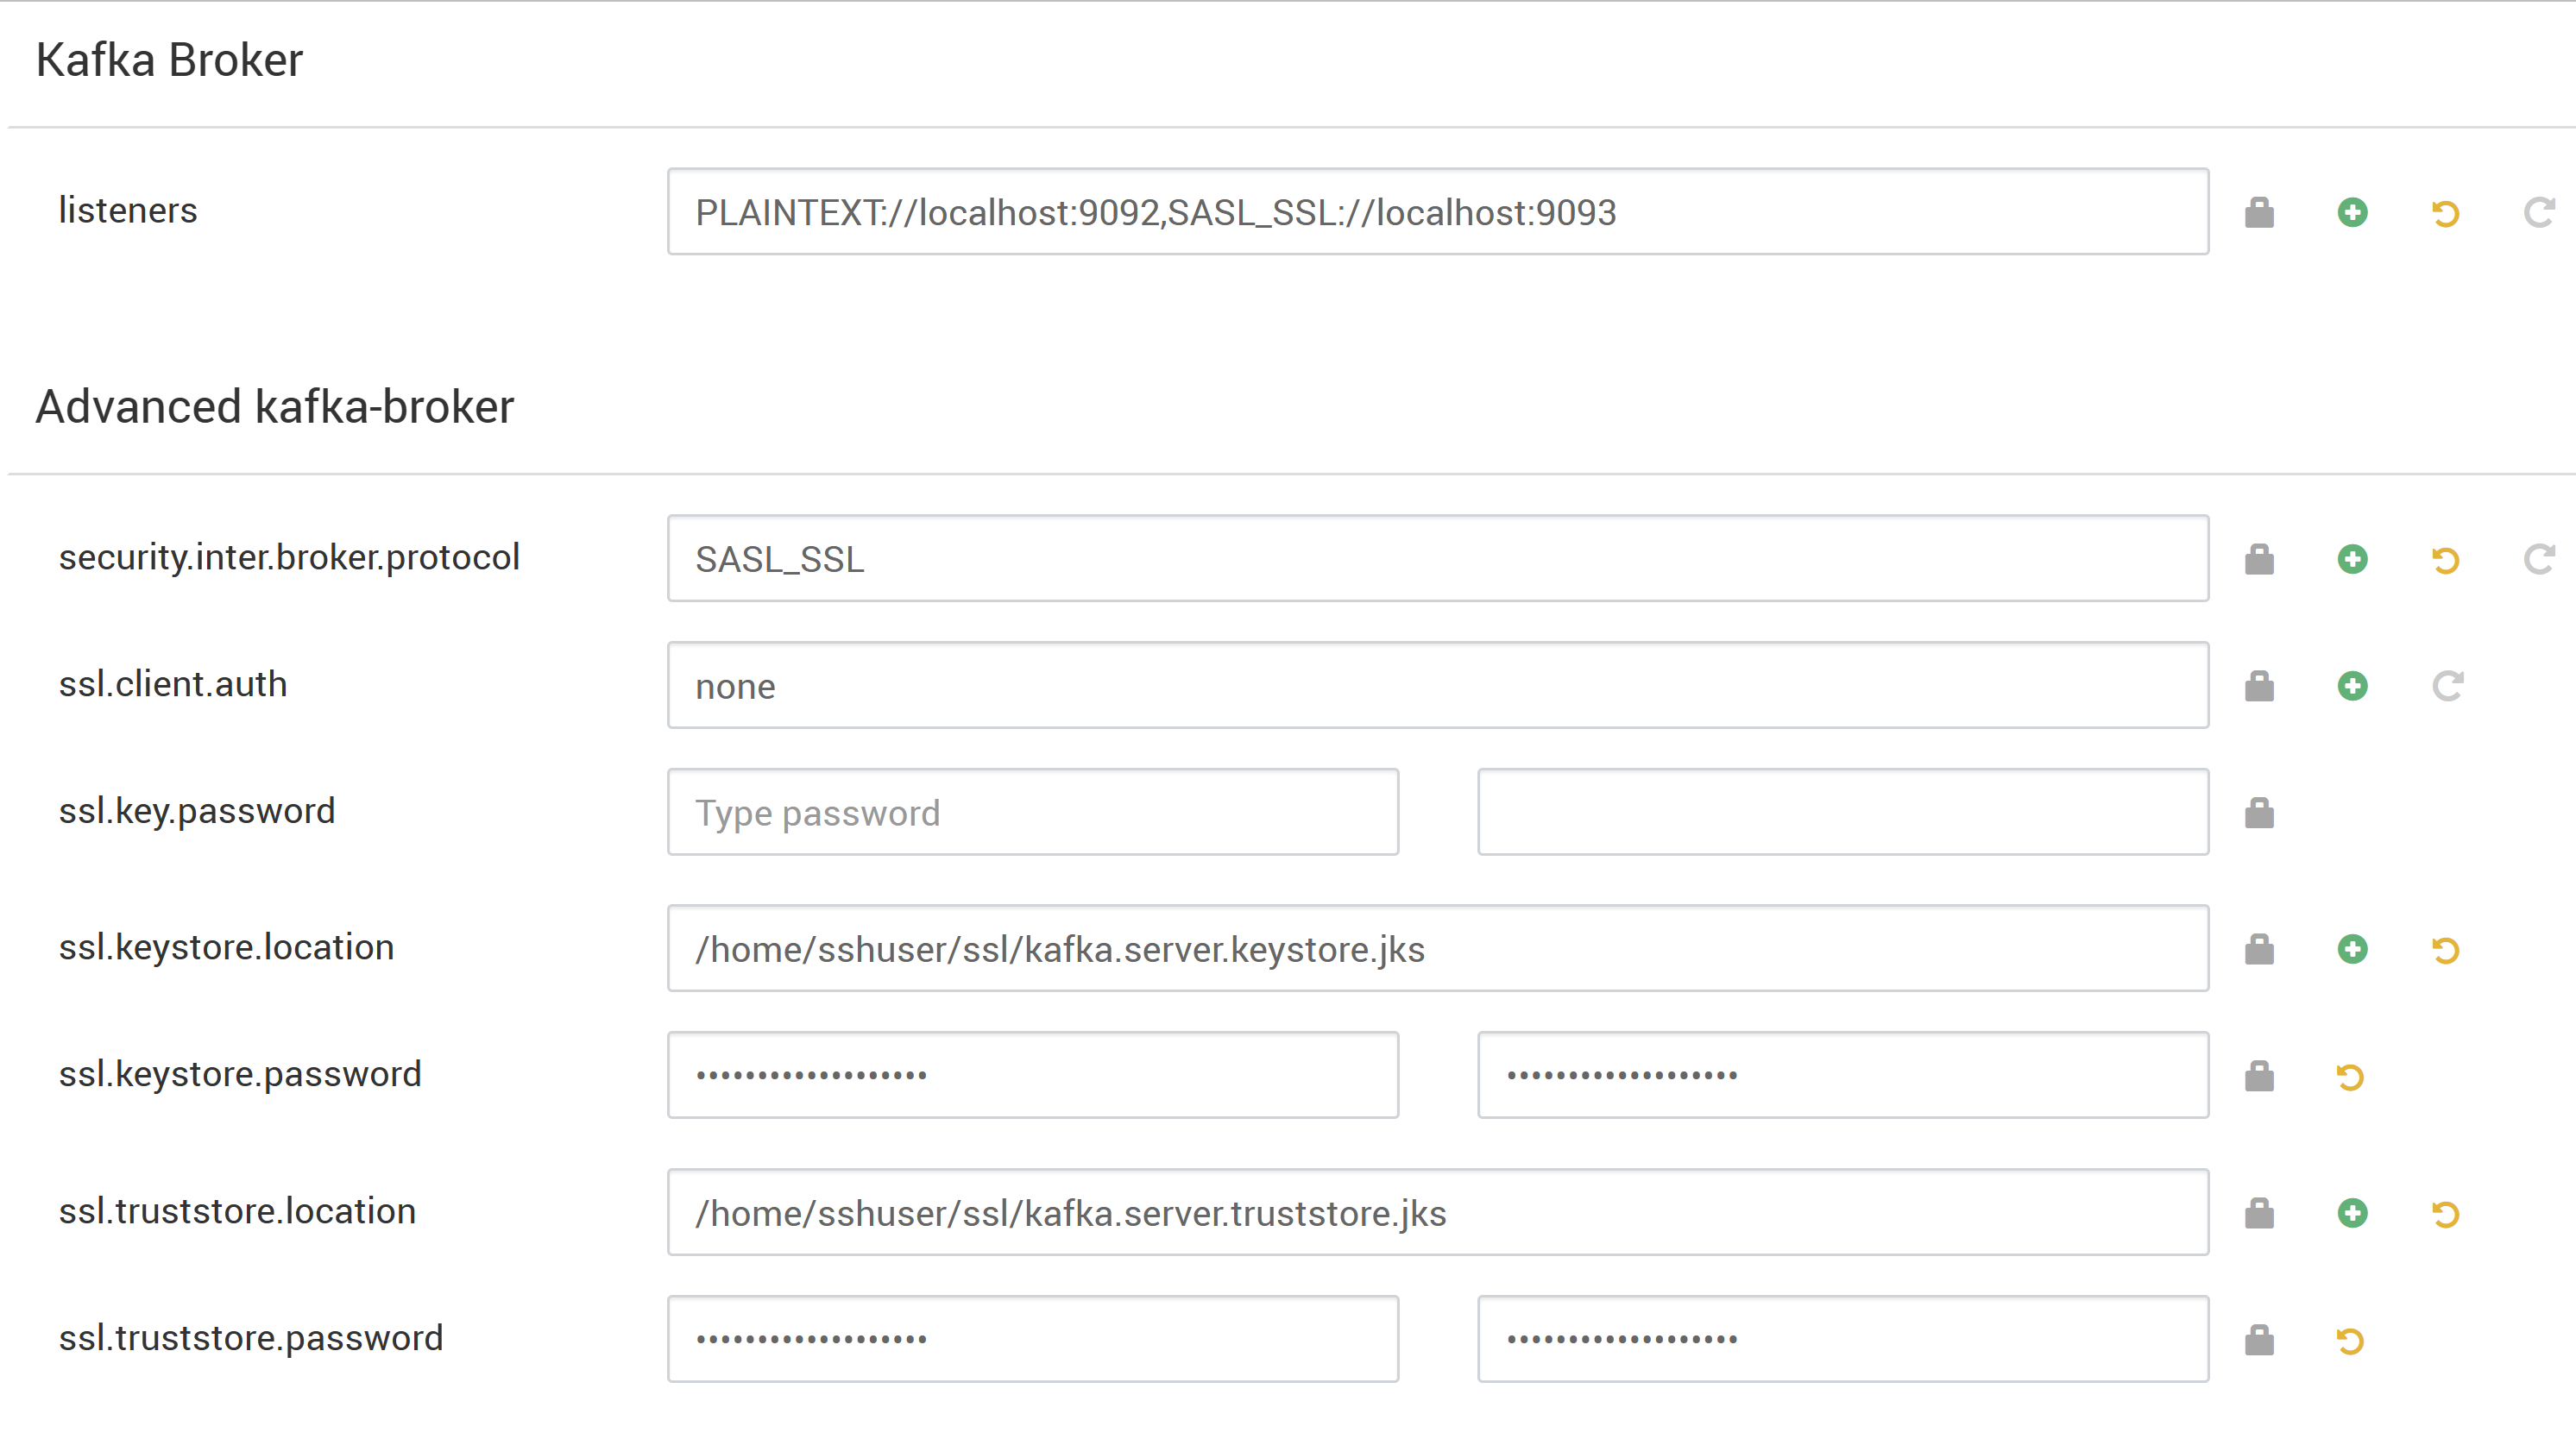 Kafka Broker
listeners PLAINTEXT://localhost:9092,SASL_SSL://localhost:9093
Advanced kafka-broker
security.inter.broker.protocol SASL_SSL
ssl.client.auth none
ssl.key.password Type password
ssl.keystore.location /home/sshuser/ssl/kafka.server.keystore.jks
ssl.keystore.password ••••••••••••••••••• •••••••••••••••••••
ssl.truststore.location /home/sshuser/ssl/kafka.server.truststore.jks
ssl.truststore.password ••••••••••••••••••• •••••••••••••••••••